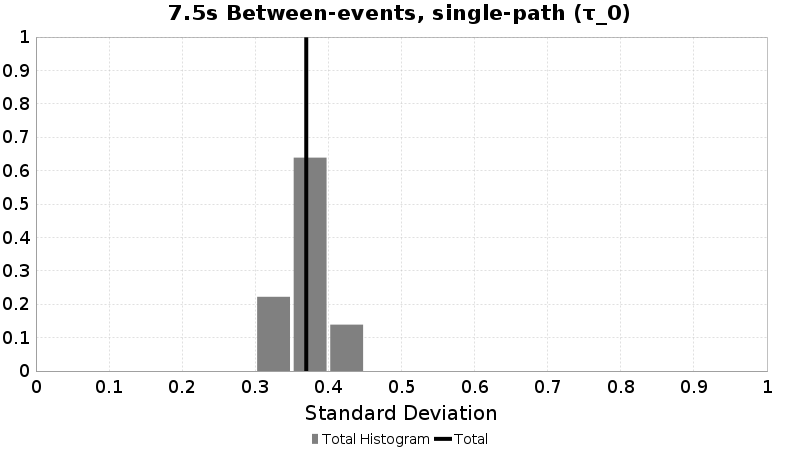 7.5s Between-events, single-path (τ_0)
1
0.9
0.8
0.7
0.6
0.5
0.4
0.3
0.2
0.1
0
0 0.1 0.2 0.3 0.4 0.5 0.6 0.7 0.8 0.9 1
Standard Deviation
Total Histogram Total